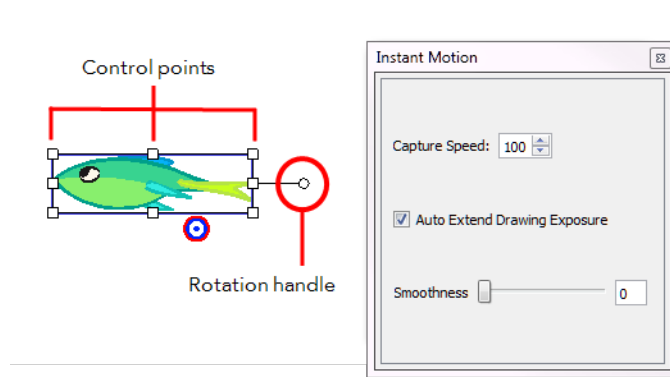 Control points
Rotation handle
Instant Motion
Capture Speed: 100
Auto Extend Drawing Exposure
Smoothness 0